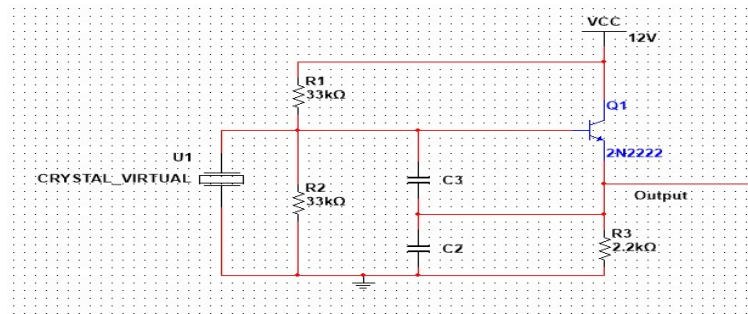 VCC
12V
R1
33kΩ
Q1
2N2222
U1
CRYSTAL_VIRTUAL
R2
33kΩ
C3
Output
C2
R3
2.2kΩ